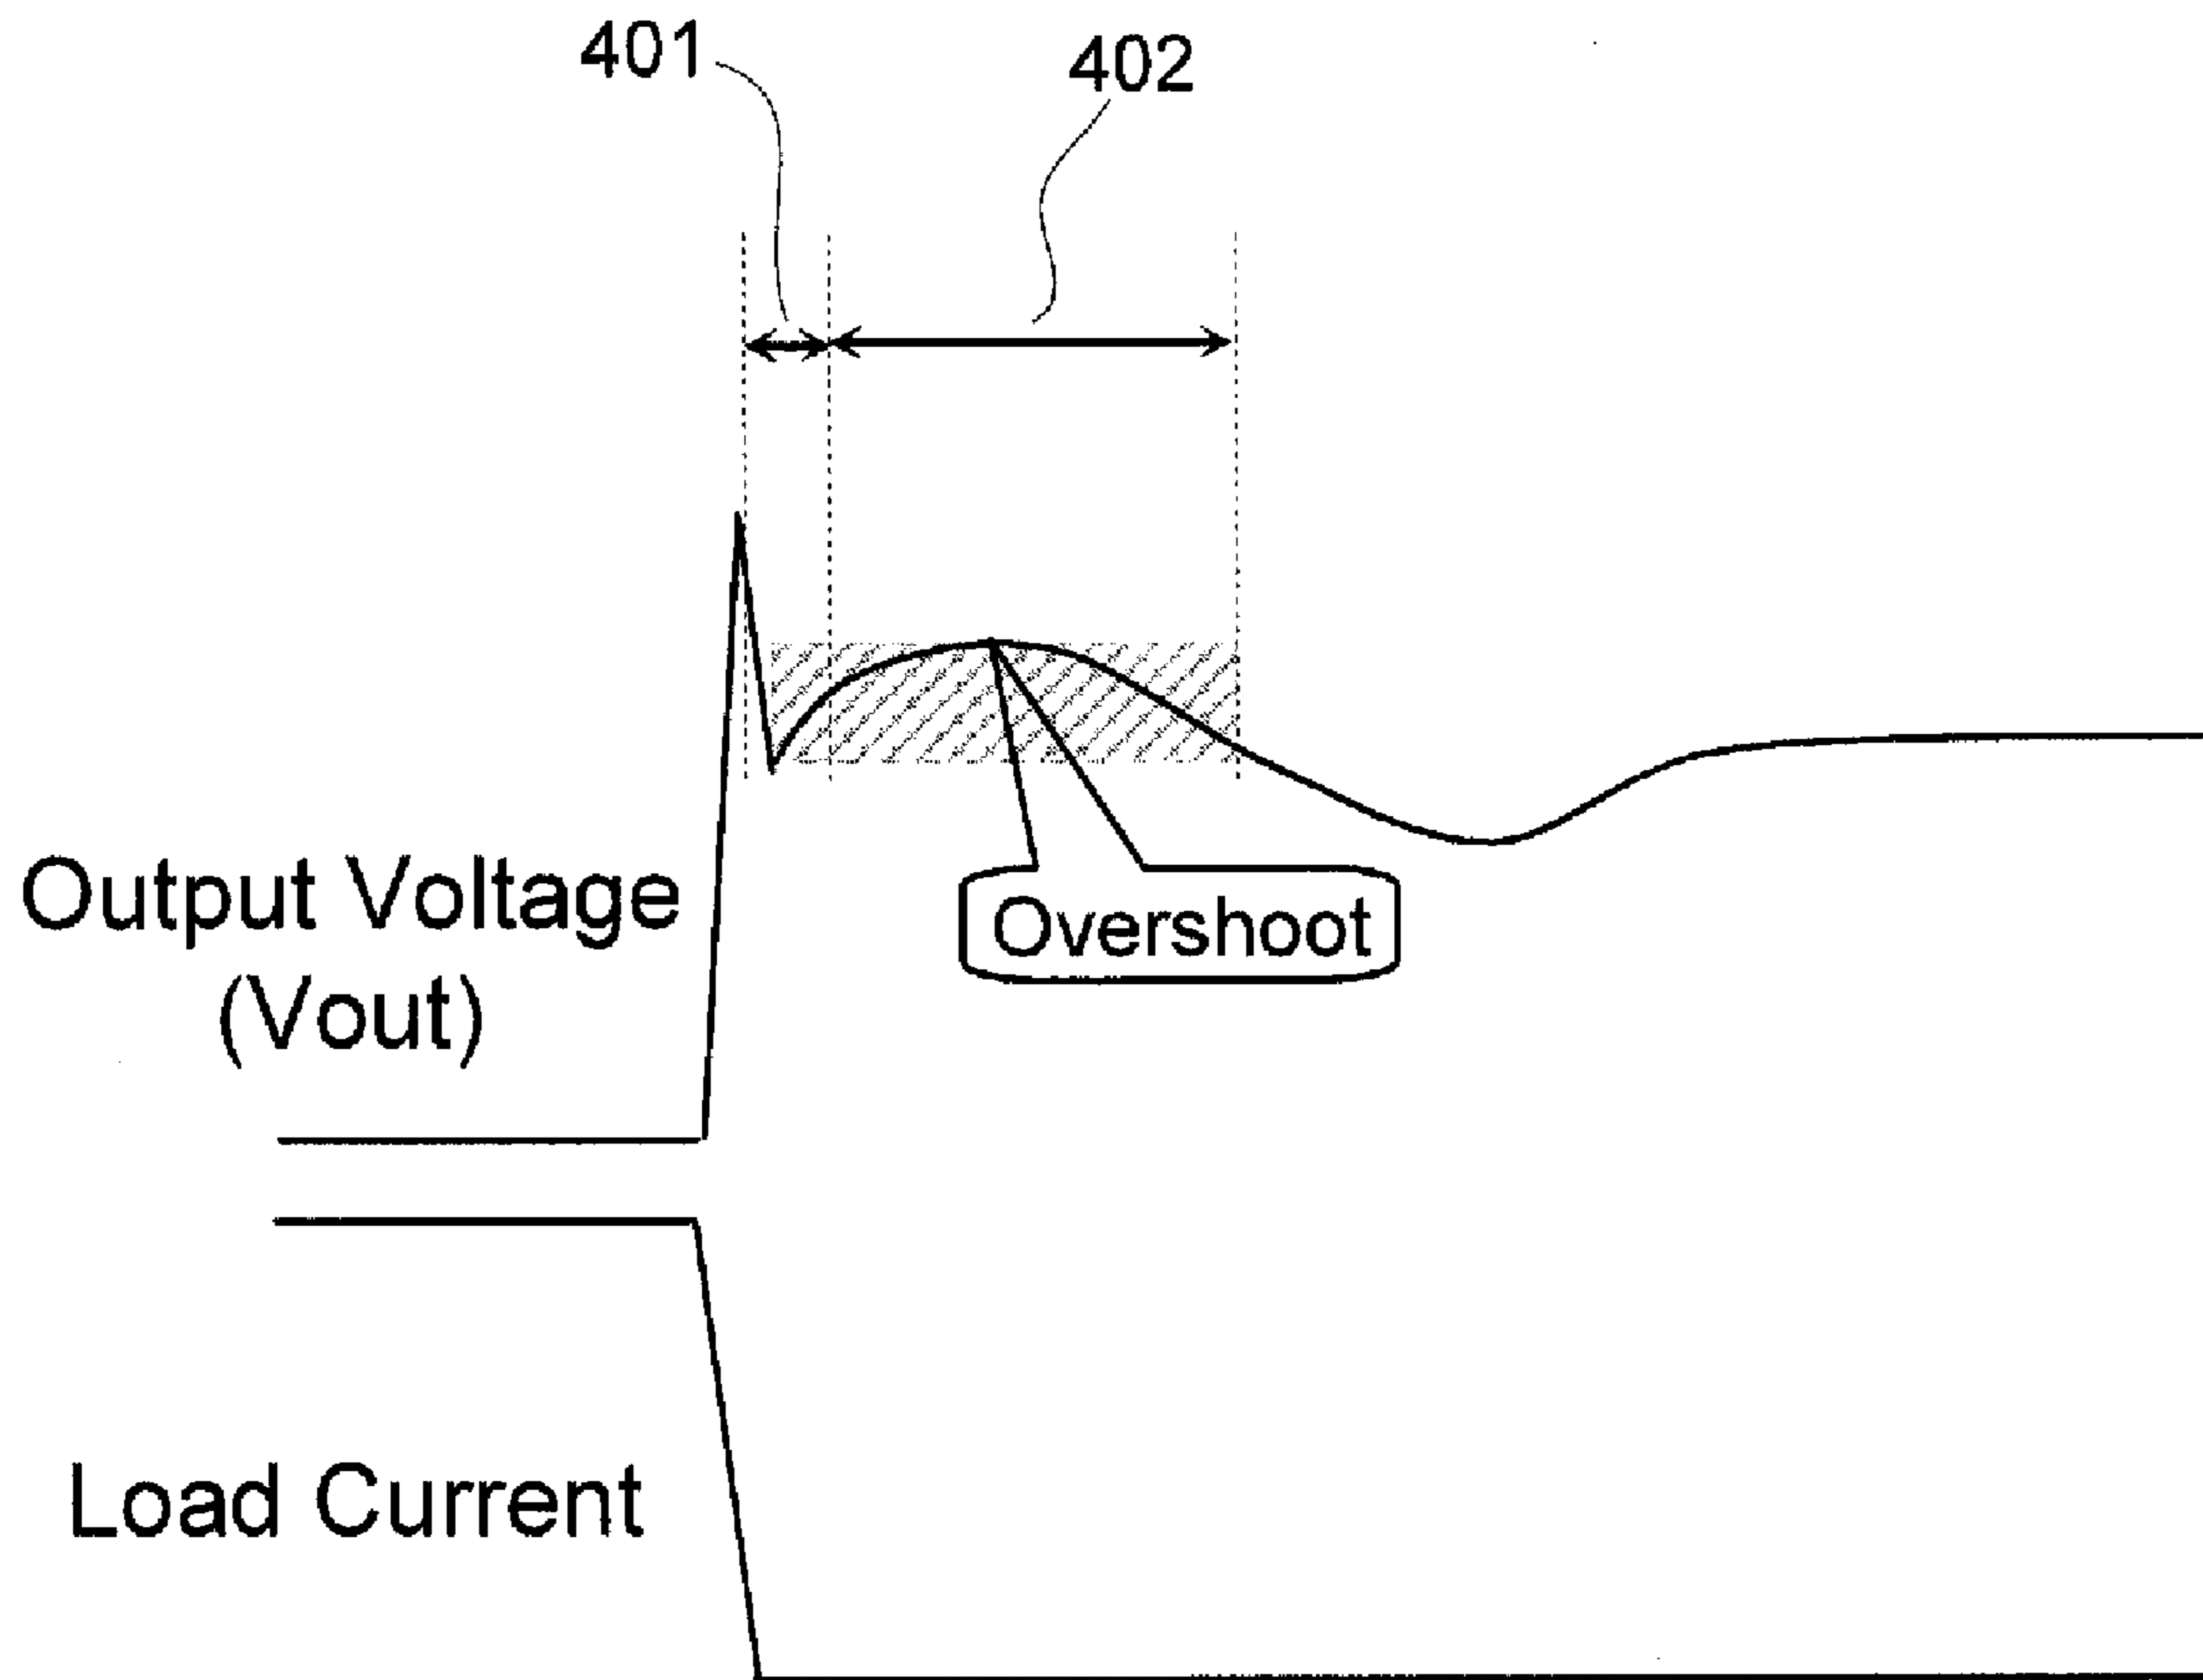 401
402
Output Voltage
(Vout)
Overshoot
Load Current